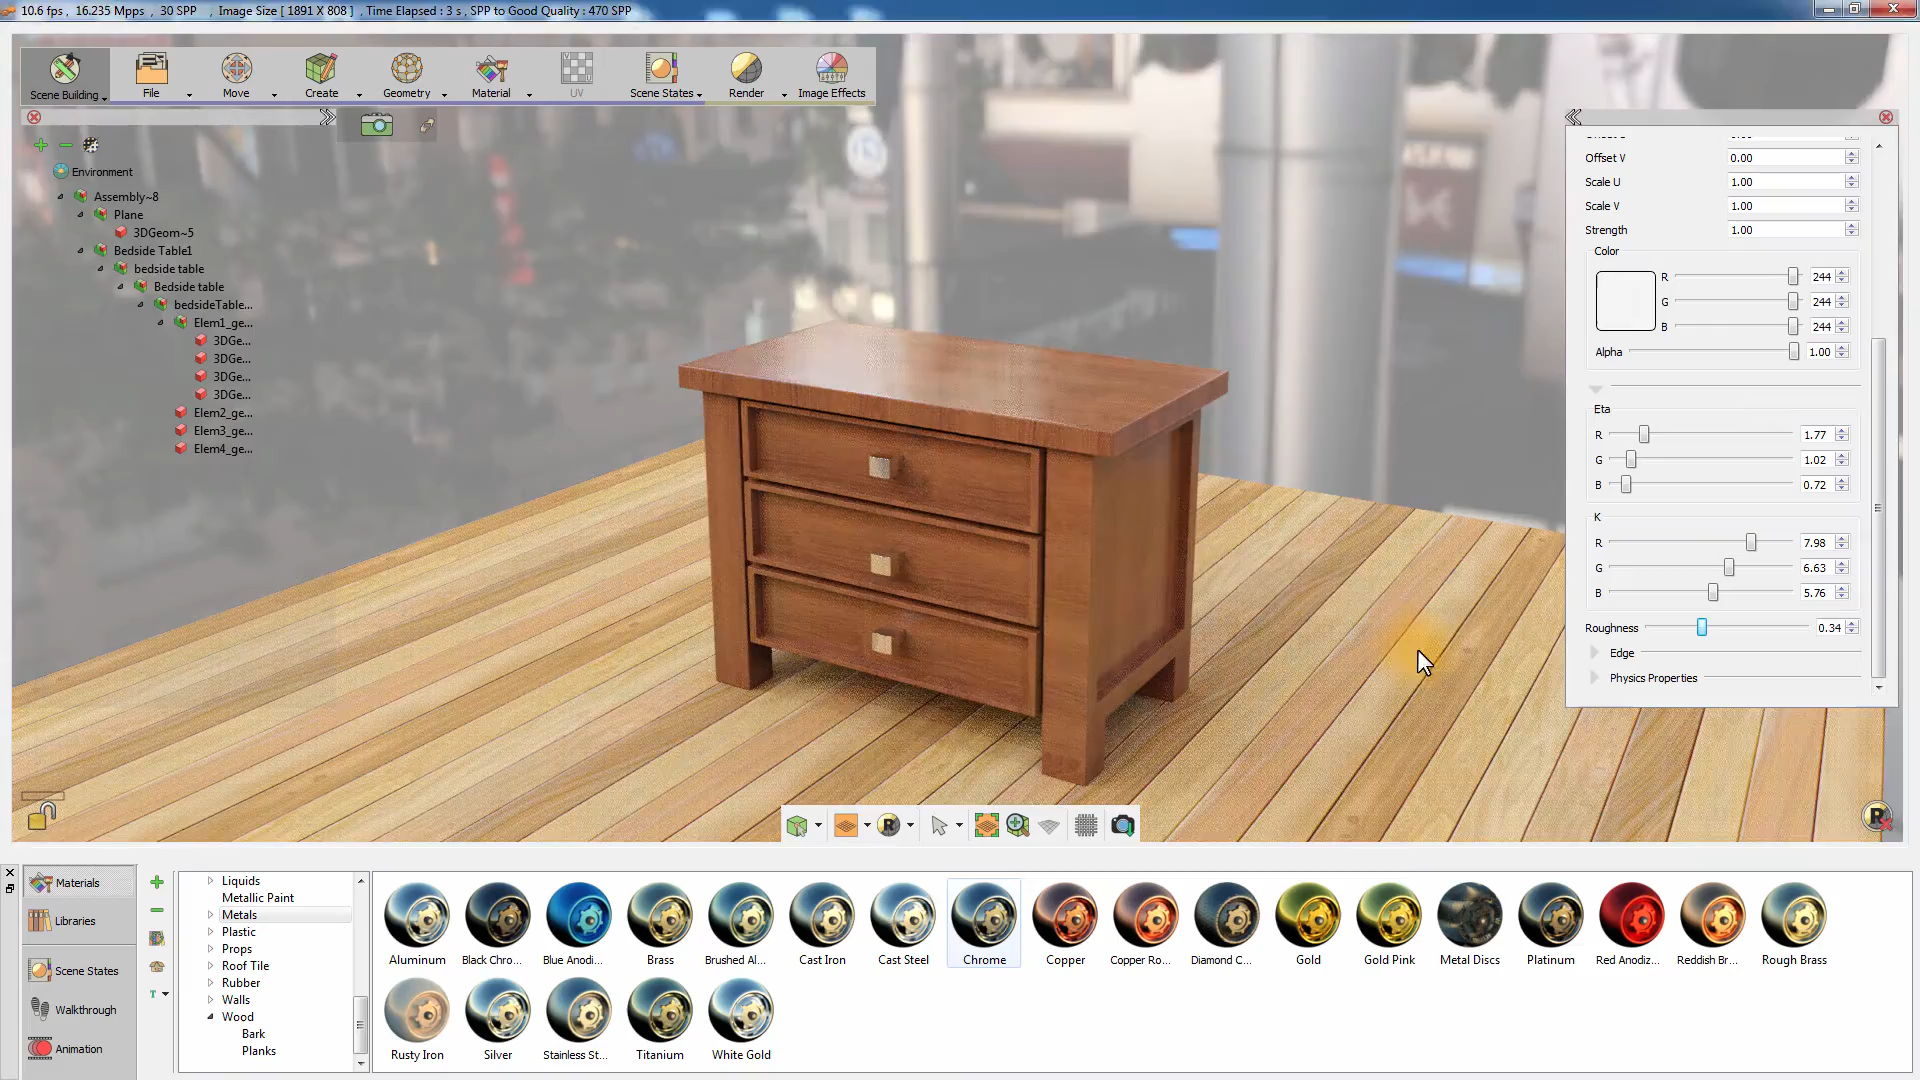 10.6 fps , 16.235 Mpps , 30 SPP , Image Size [ 1891 X 808 ] , Time Elapsed : 3 s , SPP to Good Quality : 470 SPP
Scene Building
File
Move
Create
Geometry
Material
UV
Scene States
Render
Image Effects
Environment
Assembly~8
Plane
3DGeom~5
Bedside Table1
bedside table
Bedside table
bedsideTable...
Elem1_ge...
3DGe...
3DGe...
3DGe...
3DGe...
Elem2_ge...
Elem3_ge...
Elem4_ge...
Offset V 0.00
Scale U 1.00
Scale V 1.00
Strength 1.00
Color
R 244
G 244
B 244
Alpha 1.00
Eta
R 1.77
G 1.02
B 0.72
K
R 7.98
G 6.63
B 5.76
Roughness 0.34
Edge
Physics Properties
R
R
Materials
Libraries
Scene States
Walkthrough
Animation
T
Liquids
Metallic Paint
Metals
Plastic
Props
Roof Tile
Rubber
Walls
Wood
Bark
Planks
Aluminum
Black Chro...
Blue Anodi...
Brass
Brushed Al...
Cast Iron
Cast Steel
Chrome
Copper
Copper Ro...
Diamond C...
Gold
Gold Pink
Metal Discs
Platinum
Red Anodiz...
Reddish Br...
Rough Brass
Rusty Iron
Silver
Stainless St...
Titanium
White Gold